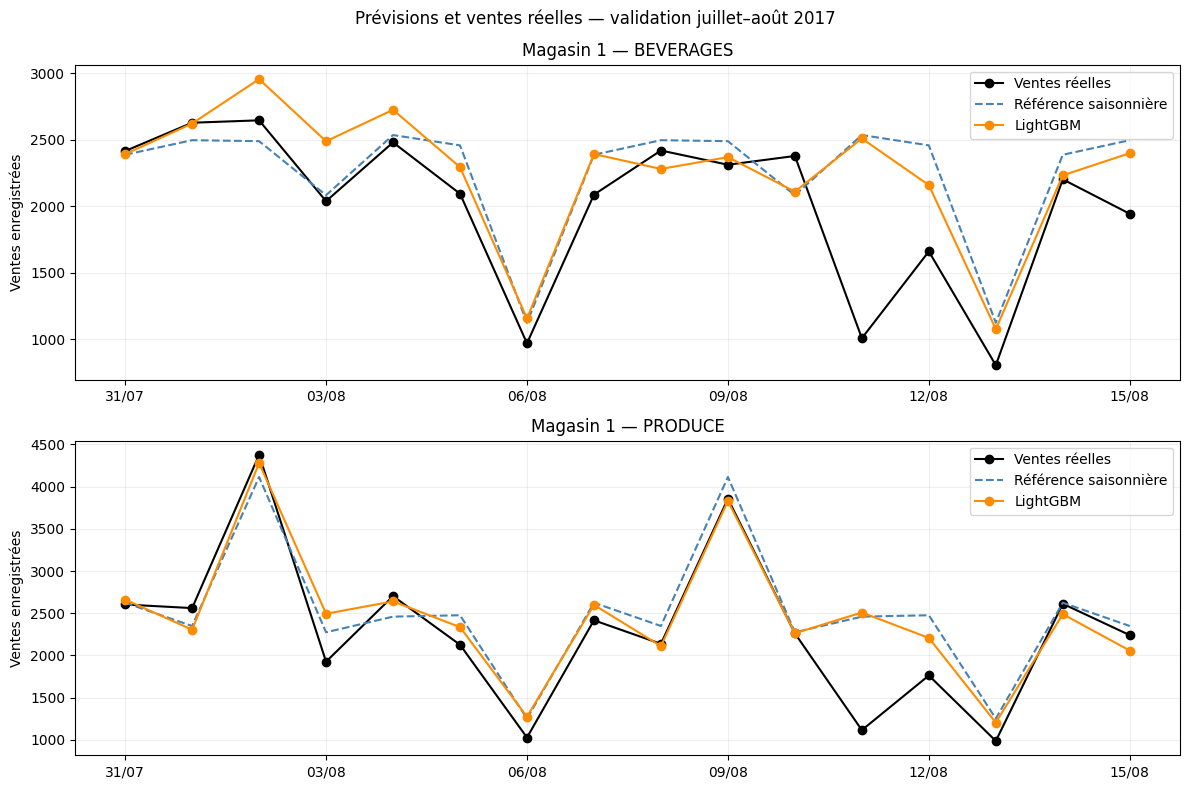 Prévisions et ventes réelles — validation juillet–août 2017
Magasin 1 — BEVERAGES
Ventes enregistrées
3000
2500
2000
1500
1000
Ventes réelles
Référence saisonnière
LightGBM
31/07
03/08
06/08
09/08
12/08
15/08
Magasin 1 — PRODUCE
Ventes enregistrées
4500
4000
3500
3000
2500
2000
1500
1000
Ventes réelles
Référence saisonnière
LightGBM
31/07
03/08
06/08
09/08
12/08
15/08